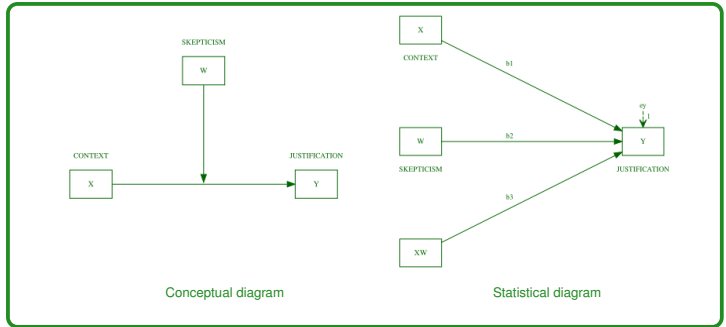 SKEPTICISM
W
CONTEXT
X
JUSTIFICATION
Y
Conceptual diagram
X
CONTEXT
b1
ey
1
W
SKEPTICISM
b2
Y
JUSTIFICATION
b3
XW
Statistical diagram